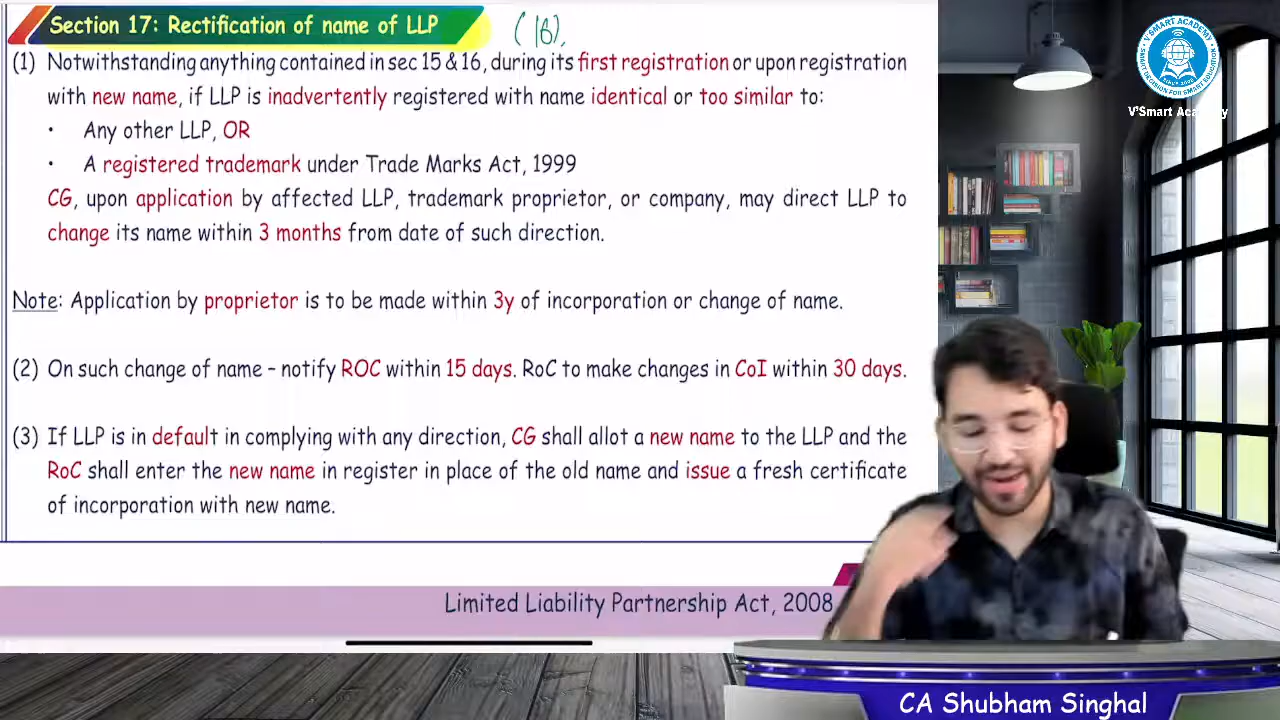 Section 17: Rectification of name of LLP
(16).
(1) Notwithstanding anything contained in sec 15 & 16, during its first registration or upon registration
with new name, if LLP is inadvertently registered with name identical or too similar to:
• Any other LLP, OR
• A registered trademark under Trade Marks Act, 1999
CG, upon application by affected LLP, trademark proprietor, or company, may direct LLP to
change its name within 3 months from date of such direction.
Note: Application by proprietor is to be made within 3y of incorporation or change of name.
(2) On such change of name – notify ROC within 15 days. RoC to make changes in CoI within 30 days.
(3) If LLP is in default in complying with any direction, CG shall allot a new name to the LLP and the
RoC shall enter the new name in register in place of the old name and issue a fresh certificate
of incorporation with new name.
Limited Liability Partnership Act, 2008
V'SMART ACADEMY
V'Smart Academy
CA Shubham Singhal